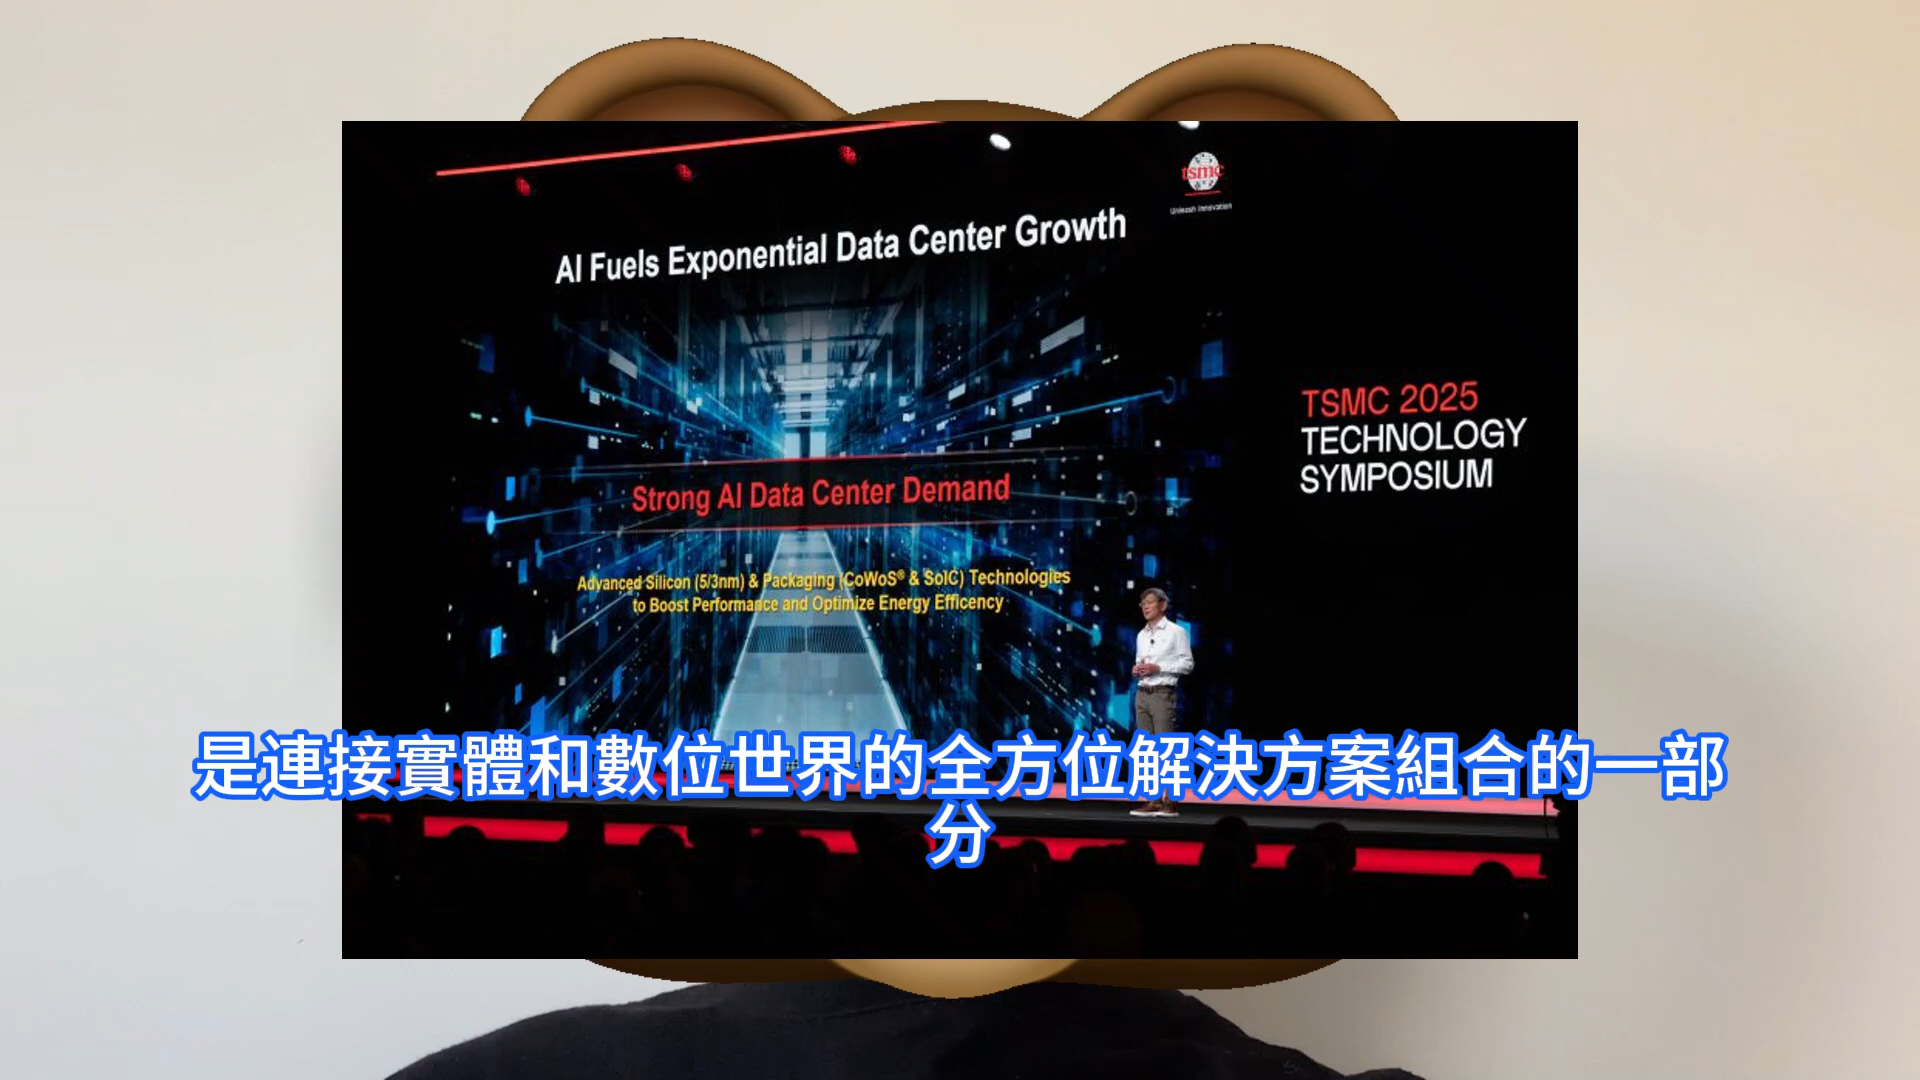 tsmc
Unleash Innovation
AI Fuels Exponential Data Center Growth
TSMC 2025
TECHNOLOGY
SYMPOSIUM
Strong AI Data Center Demand
Advanced Silicon (5/3nm) & Packaging (CoWoS® & SoIC) Technologies
to Boost Performance and Optimize Energy Efficency
是連接實體和數位世界的全方位解決方案組合的一部
分